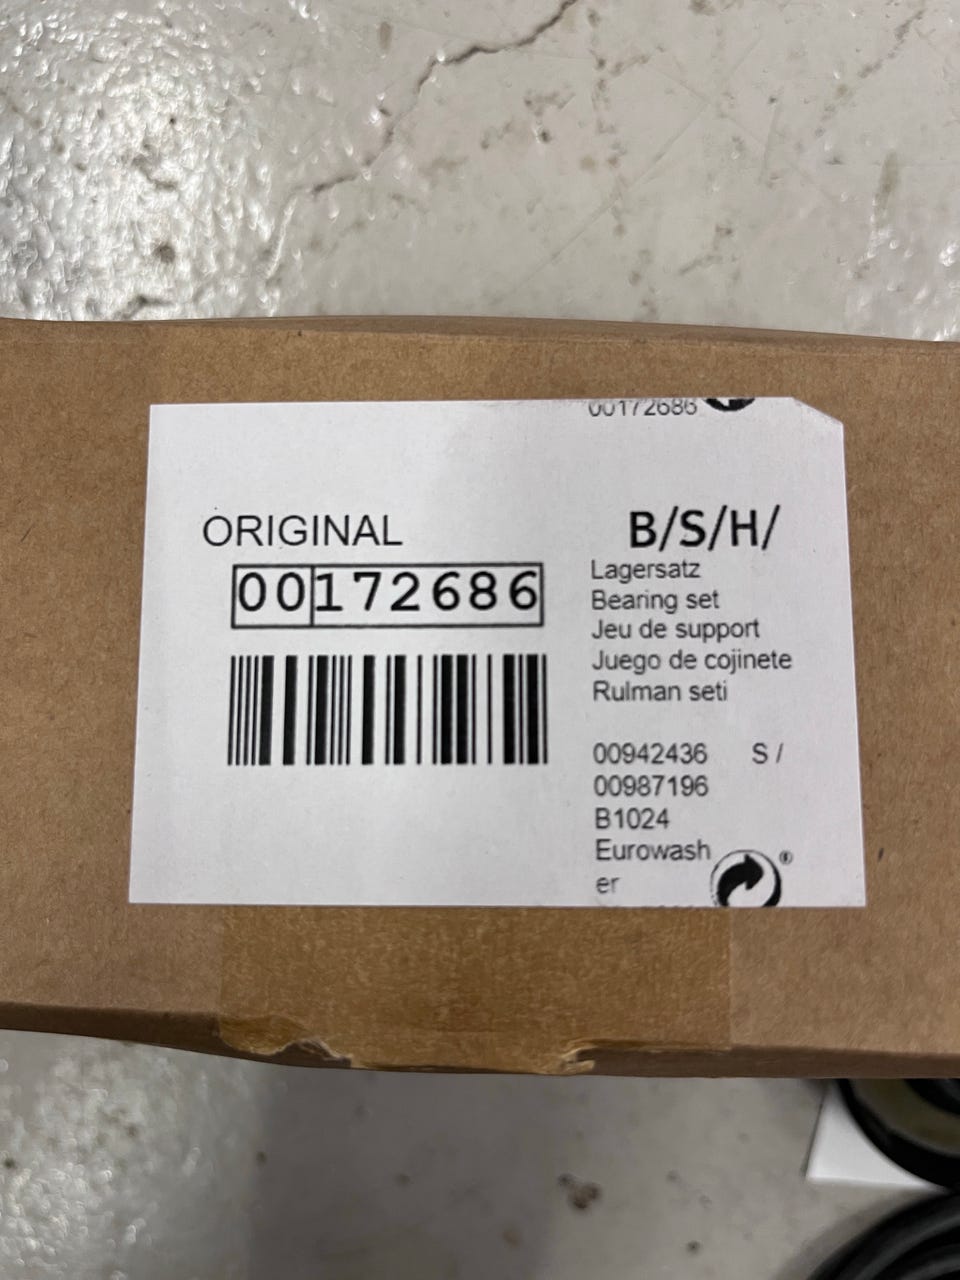 00172686
ORIGINAL
00172686
B/S/H/
Lagersatz
Bearing set
Jeu de support
Juego de cojinete
Rulman seti
00942436 S /
00987196
B1024
Eurowash
er
®